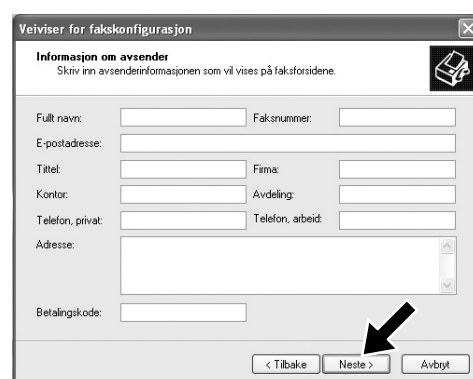 Veiviser for fakskonfigurasjon
Informasjon om avsender
Skriv inn avsenderinformasjonen som vil vises på faksforsidene.
Fullt navn: Faksnummer:
E-postadresse:
Tittel: Firma:
Kontor: Avdeling:
Telefon, privat: Telefon, arbeid:
Adresse:
Betalingskode:
< Tilbake Neste > Avbryt